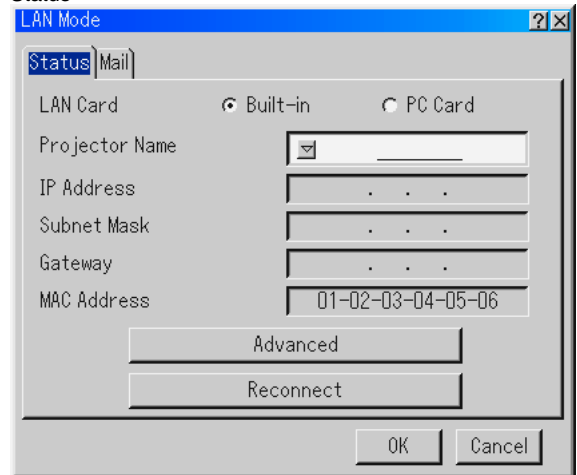 Status
LAN Mode ? ×
Status Mail
LAN Card Built-in PC Card
Projector Name
IP Address . . .
Subnet Mask . . .
Gateway . . .
MAC Address 01-02-03-04-05-06
Advanced
Reconnect
OK Cancel